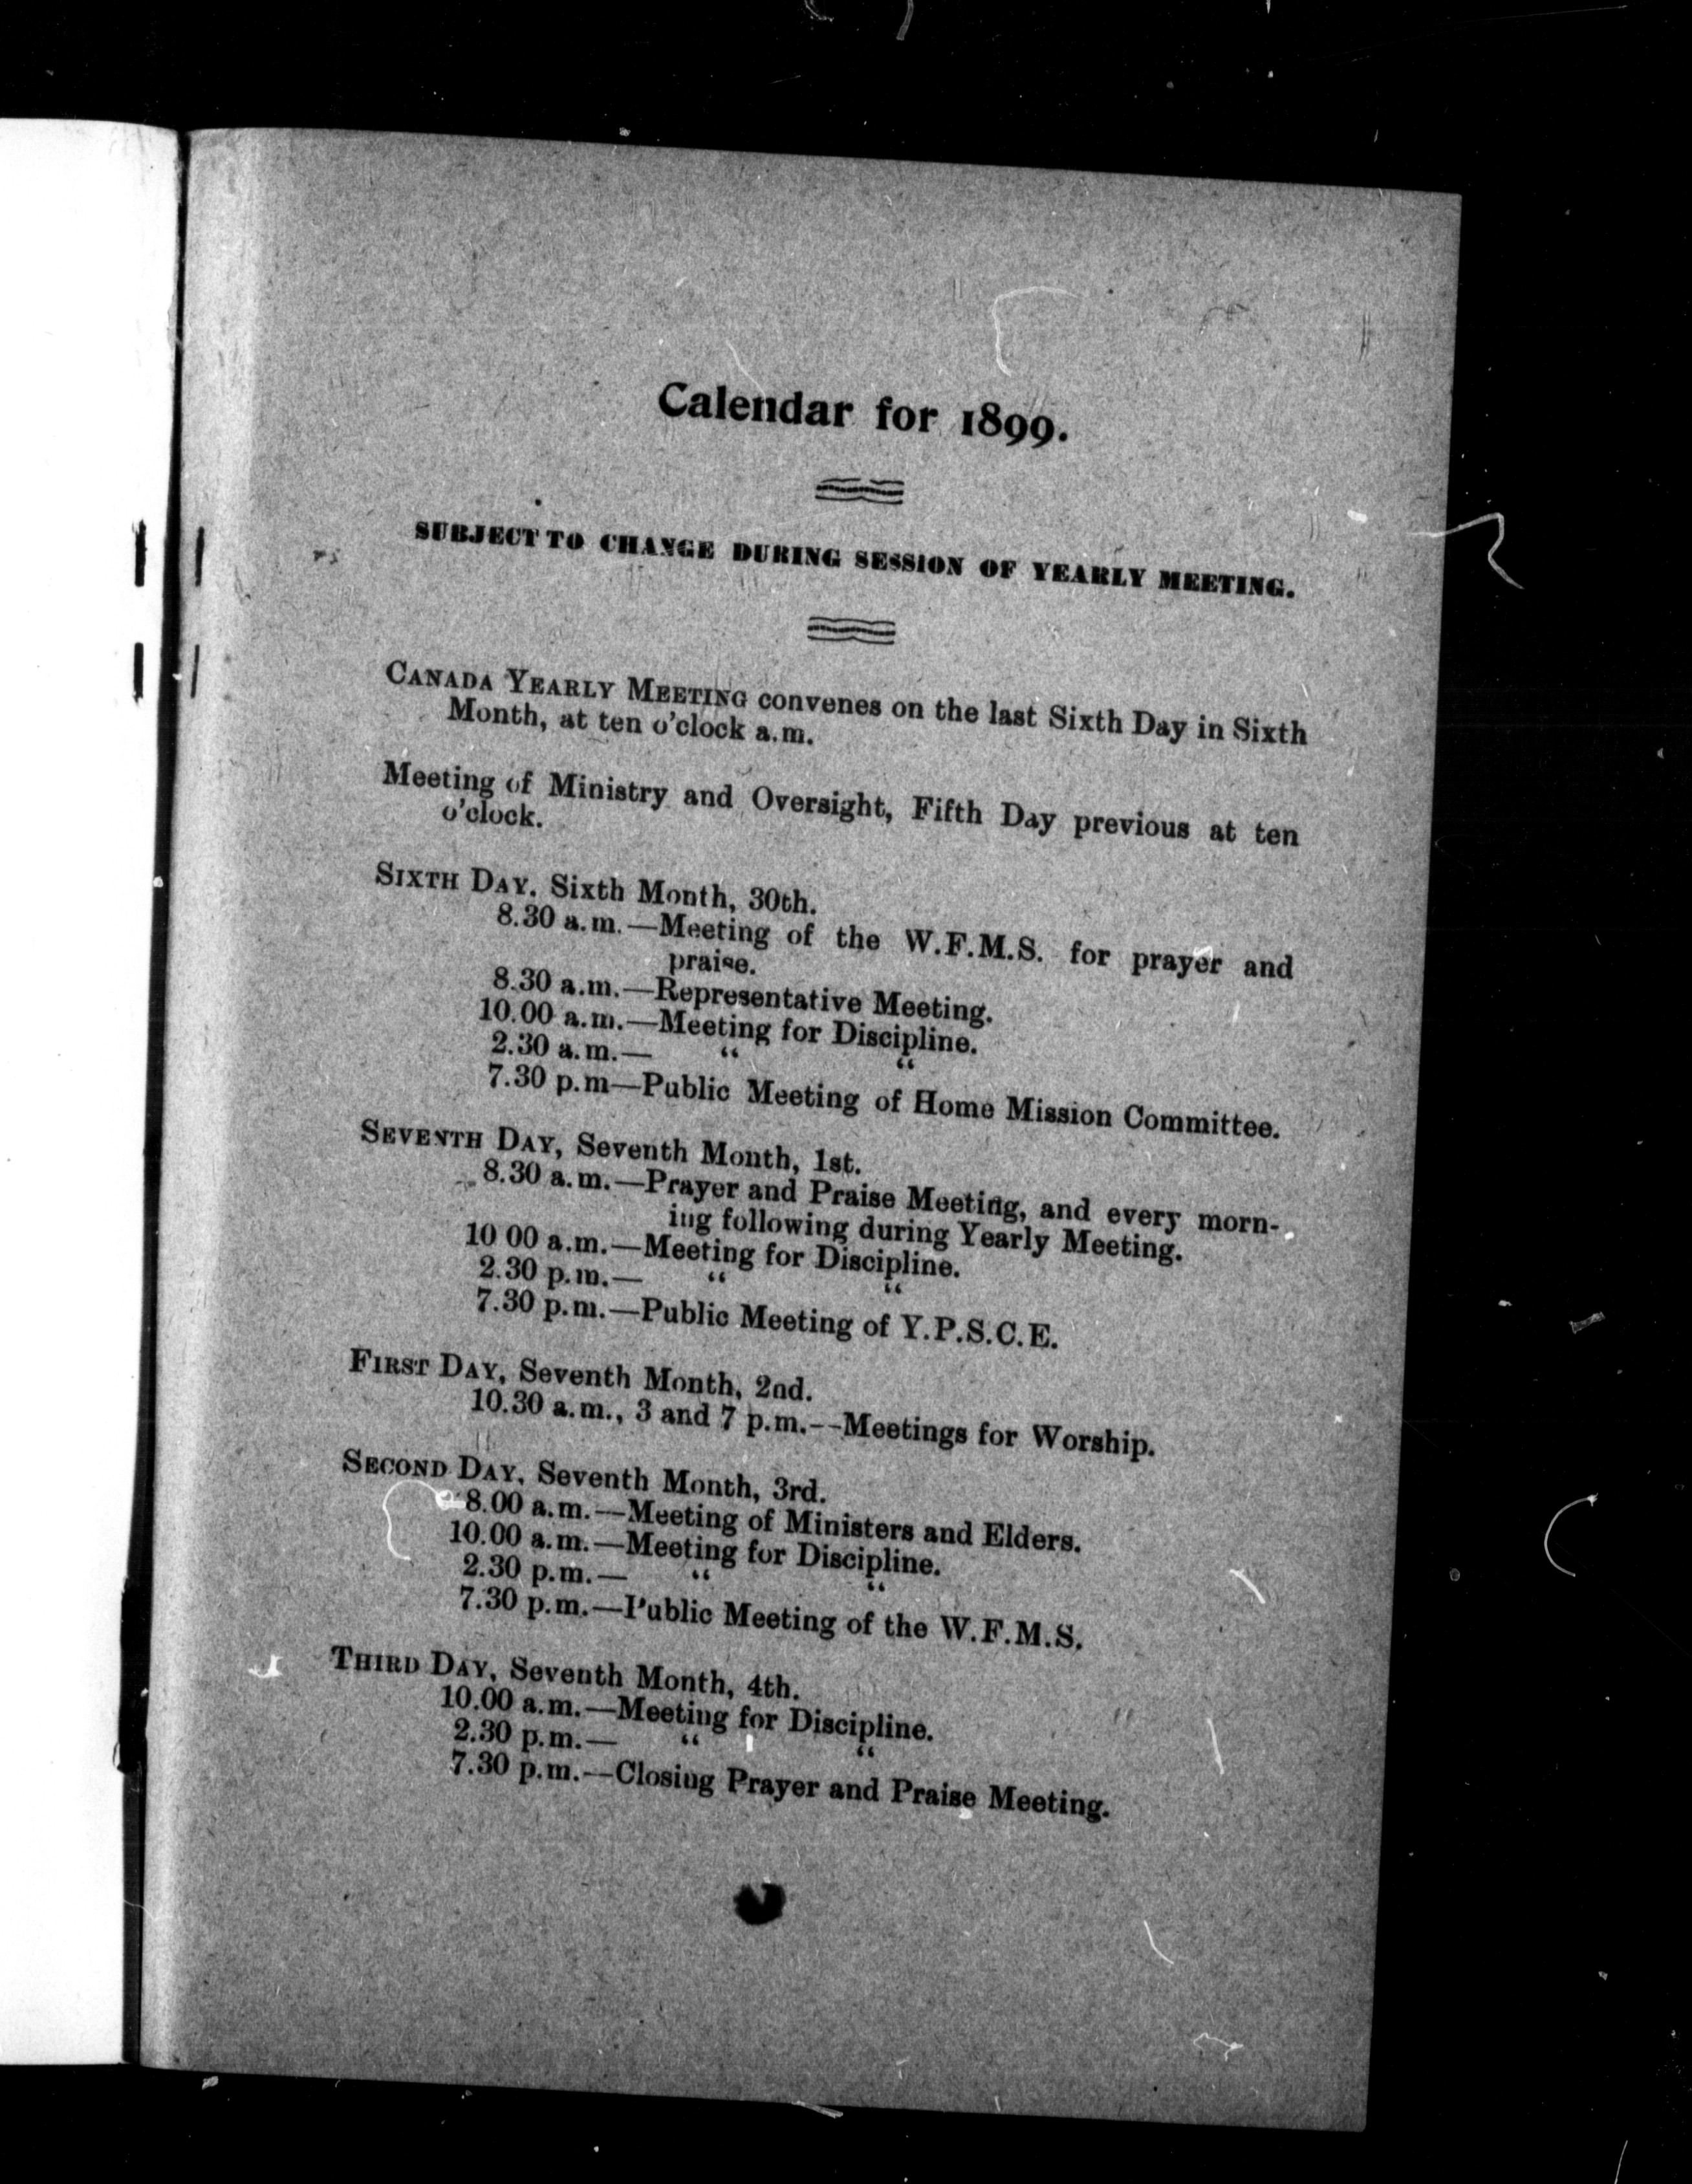 Calendar for 1899.
SUBJECT TO CHANGE DURING SESSION OF YEARLY MEETING.
CANADA YEARLY MEETING convenes on the last Sixth Day in Sixth
Month, at ten o'clock a.m.
Meeting of Ministry and Oversight, Fifth Day previous at ten
o'clock.
SIXTH DAY. Sixth Month, 30th.
8.30 a.m.—Meeting of the W.F.M.S. for prayer and
praise.
8.30 a.m.—Representative Meeting.
10.00 a.m.—Meeting for Discipline.
2.30 a.m.— “ “
7.30 p.m—Public Meeting of Home Mission Committee.
SEVENTH DAY, Seventh Month, 1st.
8.30 a.m.—Prayer and Praise Meeting, and every morn-
ing following during Yearly Meeting.
10 00 a.m.—Meeting for Discipline.
2.30 p.m.— “ “
7.30 p.m.—Public Meeting of Y.P.S.C.E.
FIRST DAY, Seventh Month, 2nd.
10.30 a.m., 3 and 7 p.m.--Meetings for Worship.
SECOND DAY, Seventh Month, 3rd.
8.00 a.m.—Meeting of Ministers and Elders.
10.00 a.m.—Meeting for Discipline.
2.30 p.m.— “ “
7.30 p.m.—Public Meeting of the W.F.M.S.
THIRD DAY, Seventh Month, 4th.
10.00 a.m.—Meeting for Discipline.
2.30 p.m.— “ “
7.30 p.m.—Closing Prayer and Praise Meeting.